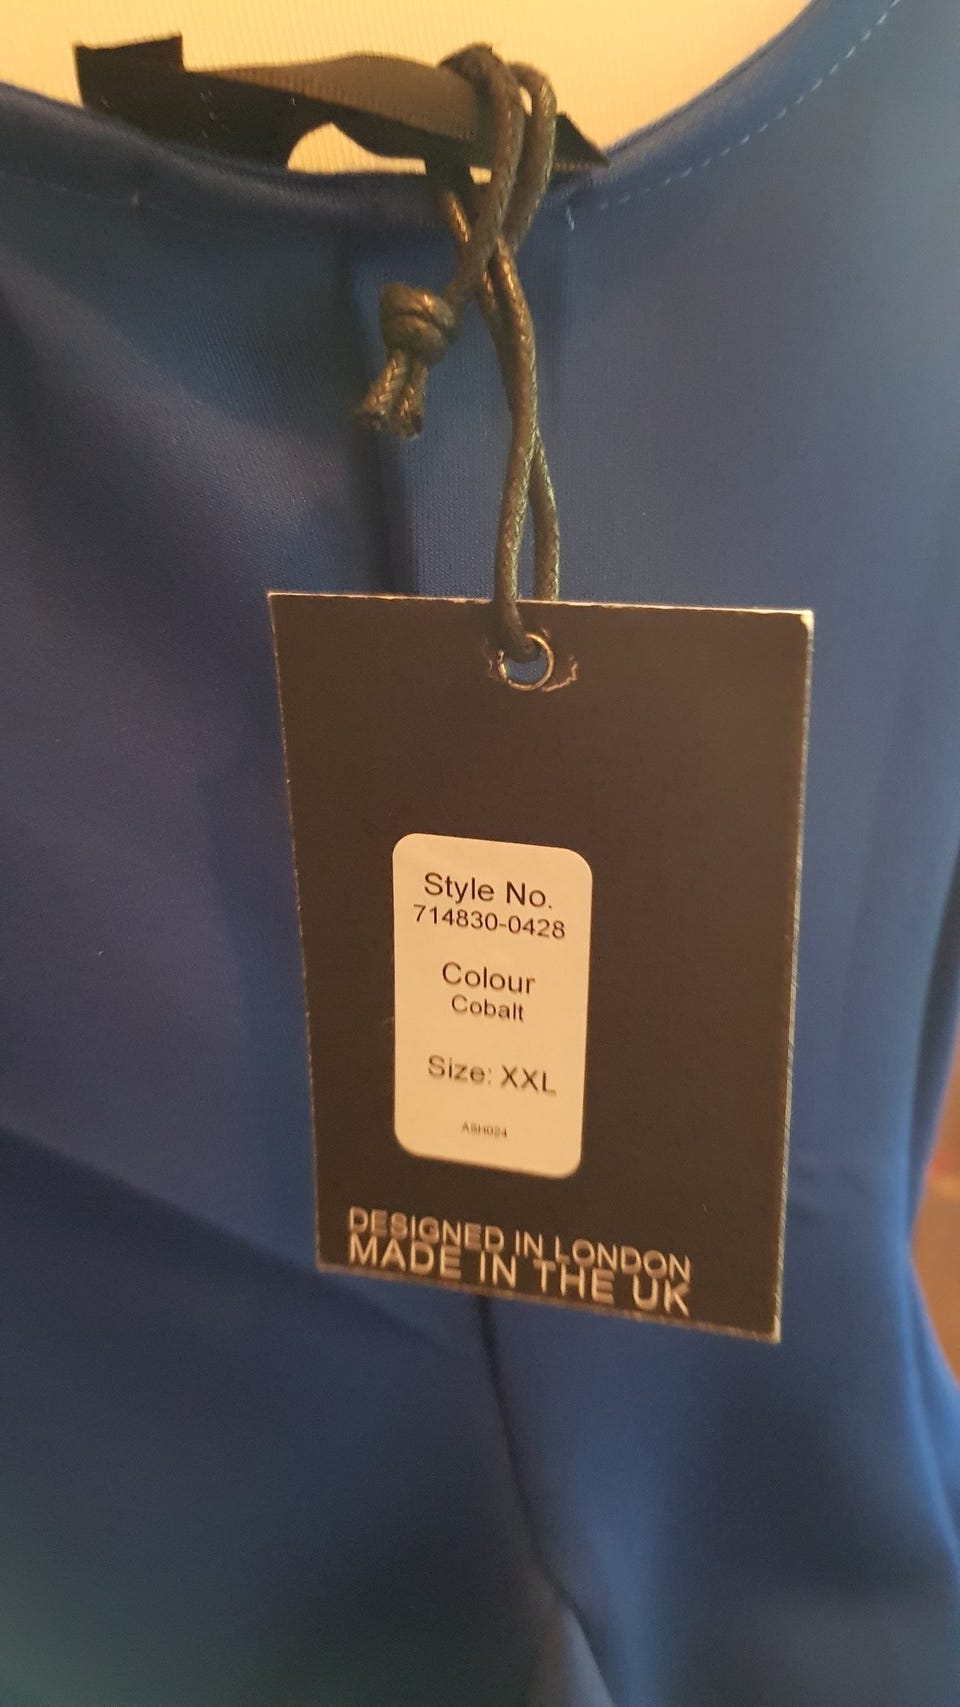 Style No.
714830-0428
Colour
Cobalt
Size: XXL
ASH024
DESIGNED IN LONDON
MADE IN THE UK